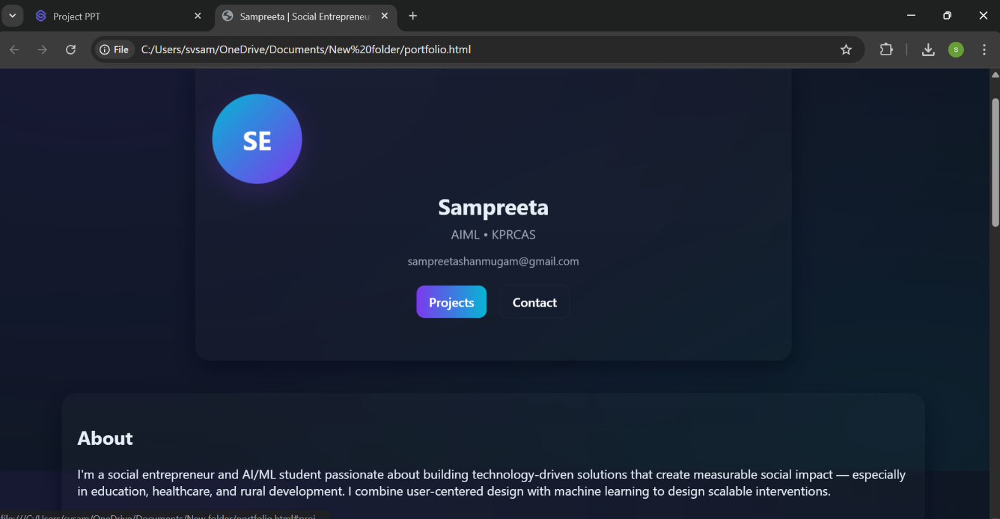 Project PPT
Sampreeta | Social Entrepreneu
File
C:/Users/svsam/OneDrive/Documents/New%20folder/portfolio.html
S
SE
Sampreeta
AIML • KPRCAS
sampreetashanmugam@gmail.com
Projects
Contact
About
I'm a social entrepreneur and AI/ML student passionate about building technology-driven solutions that create measurable social impact — especially
in education, healthcare, and rural development. I combine user-centered design with machine learning to design scalable interventions.
file:///C:/Users/svsam/OneDrive/Documents/New folder/portfolio.html#proj...